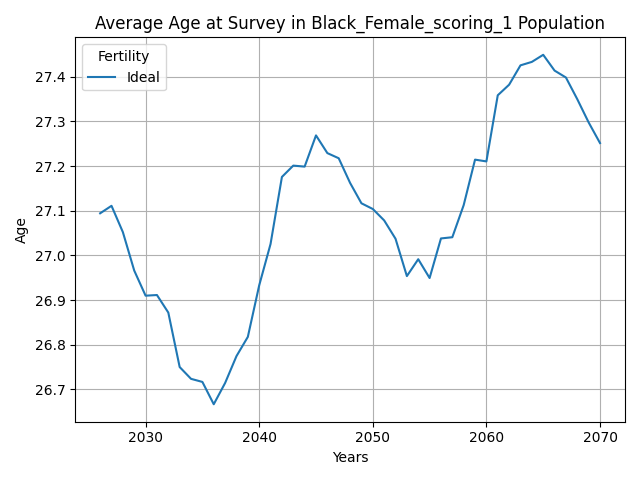 Average Age at Survey in Black_Female_scoring_1 Population
Fertility
Ideal
Age
27.4
27.3
27.2
27.1
27.0
26.9
26.8
26.7
2030 2040 2050 2060 2070
Years